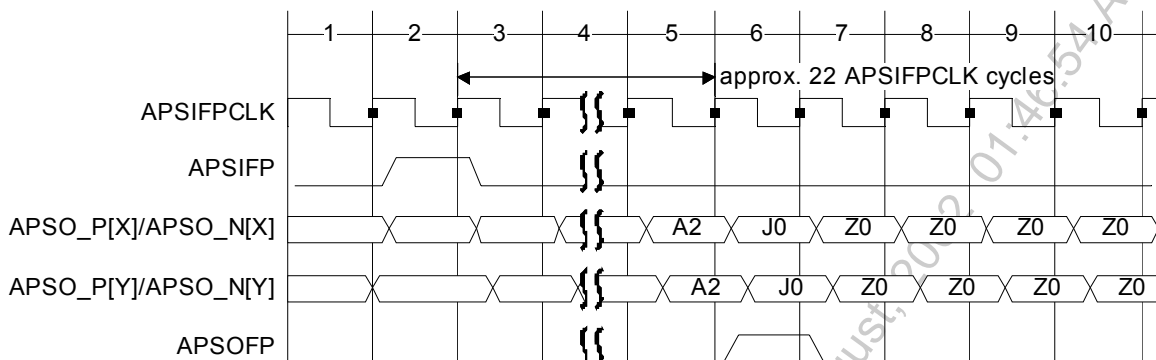 1 2 3 4 5 6 7 8 9 10
approx. 22 APSIFPCLK cycles
APSIFPCLK
APSIFP
APSO_P[X]/APSO_N[X] A2 J0 Z0 Z0 Z0 Z0
APSO_P[Y]/APSO_N[Y] A2 J0 Z0 Z0 Z0 Z0
APSOFP